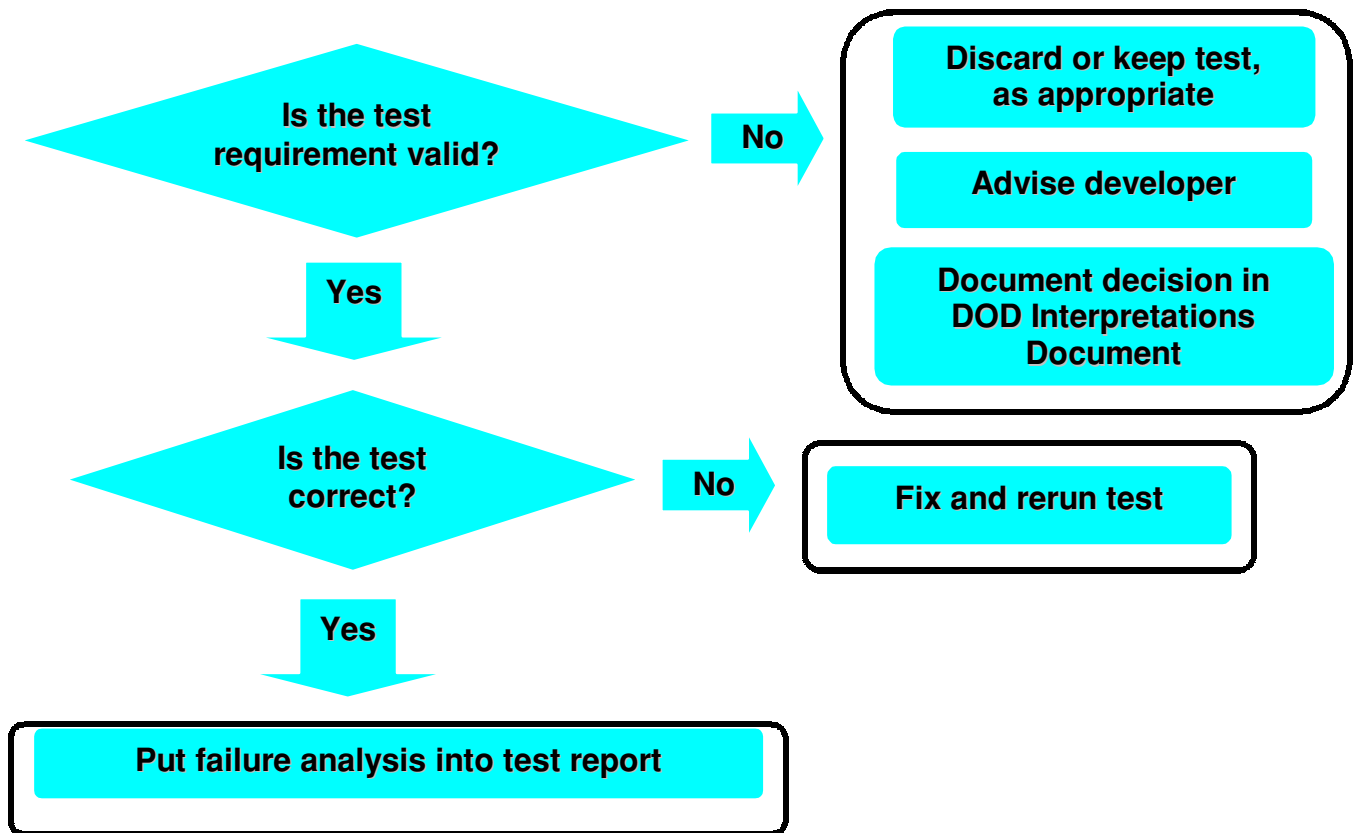 Is the test
requirement valid?
No
Discard or keep test,
as appropriate
Advise developer
Document decision in
DOD Interpretations
Document
Yes
Is the test
correct?
No
Fix and rerun test
Yes
Put failure analysis into test report